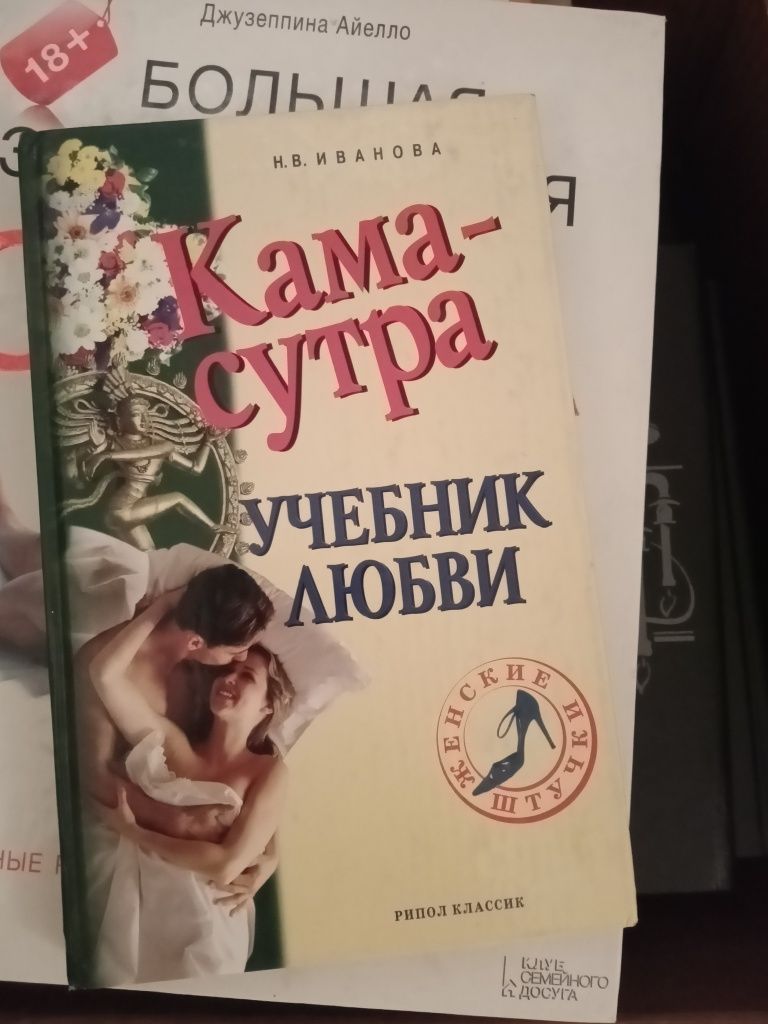 Джузеппина Айелло
18+
БОЛЬШАЯ
Я
Н.В. ИВАНОВА
Кама-
сутра
УЧЕБНИК
ЛЮБВИ
ЖЕНСКИЕ ШТУЧКИ
РИПОЛ КЛАССИК
КЛУБ
СЕМЕЙНОГО
ДОСУГА